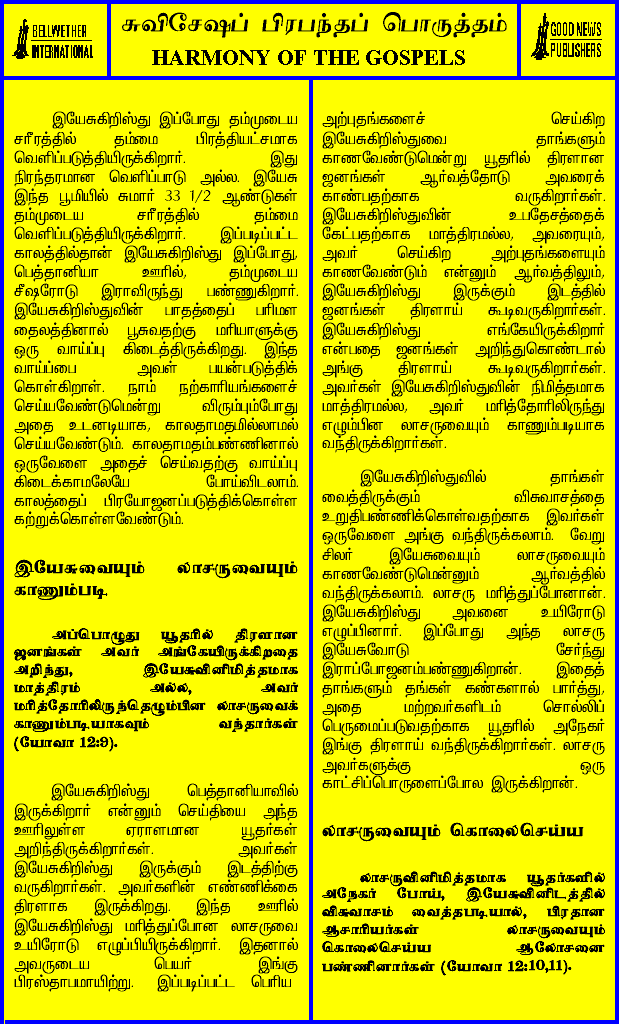 BELLWETHER
INTERNATIONAL
சுவிசேஷப் பிரபந்தப் பொருத்தம்
HARMONY OF THE GOSPELS
GOOD NEWS
PUBLISHERS
இயேசுகிறிஸ்து இப்போது தம்முடைய
சரீரத்தில் தம்மை பிரத்தியட்சமாக
வெளிப்படுத்தியிருக்கிறார். இது
நிரந்தரமான வெளிப்பாடு அல்ல. இயேசு
இந்த பூமியில் சுமார் 33 1/2 ஆண்டுகள்
தம்முடைய சரீரத்தில் தம்மை
வெளிப்படுத்தியிருக்கிறார். இப்படிப்பட்ட
காலத்தில்தான் இயேசுகிறிஸ்து இப்போது,
பெத்தானியா ஊரில், தம்முடைய
சீஷரோடு இராவிருந்து பண்ணுகிறார்.
இயேசுகிறிஸ்துவின் பாதத்தைப் பரிமள
தைலத்தினால் பூசுவதற்கு மரியாளுக்கு
ஒரு வாய்ப்பு கிடைத்திருக்கிறது. இந்த
வாய்ப்பை அவள் பயன்படுத்திக்
கொள்கிறாள். நாம் நற்காரியங்களைச்
செய்யவேண்டுமென்று விரும்பும்போது
அதை உடனடியாக, காலதாமதமில்லாமல்
செய்யவேண்டும். காலதாமதம்பண்ணினால்
ஒருவேளை அதைச் செய்வதற்கு வாய்ப்பு
கிடைக்காமலேயே போய்விடலாம்.
காலத்தைப் பிரயோஜனப்படுத்திக்கொள்ள
கற்றுக்கொள்ளவேண்டும்.
இயேசுவையும் லாசருவையும்
காணும்படி.
அப்பொழுது யூதரில் திரளான
ஜனங்கள் அவர் அங்கேயிருக்கிறதை
அறிந்து, இயேசுவினிமித்தமாக
மாத்திரம் அல்ல, அவர்
மரித்தோரிலிருந்தெழுப்பின லாசருவைக்
காணும்படியாகவும் வந்தார்கள்
(யோவா 12:9).
இயேசுகிறிஸ்து பெத்தானியாவில்
இருக்கிறார் என்னும் செய்தியை அந்த
ஊரிலுள்ள ஏராளமான யூதர்கள்
அறிந்திருக்கிறார்கள். அவர்கள்
இயேசுகிறிஸ்து இருக்கும் இடத்திற்கு
வருகிறார்கள். அவர்களின் எண்ணிக்கை
திரளாக இருக்கிறது. இந்த ஊரில்
இயேசுகிறிஸ்து மரித்துப்போன லாசருவை
உயிரோடு எழுப்பியிருக்கிறார். இதனால்
அவருடைய பெயர் இங்கு
பிரஸ்தாபமாயிற்று. இப்படிப்பட்ட பெரிய
அற்புதங்களைச் செய்கிற
இயேசுகிறிஸ்துவை தாங்களும்
காணவேண்டுமென்று யூதரில் திரளான
ஜனங்கள் ஆர்வத்தோடு அவரைக்
காண்பதற்காக வருகிறார்கள்.
இயேசுகிறிஸ்துவின் உபதேசத்தைக்
கேட்பதற்காக மாத்திரமல்ல, அவரையும்,
அவர் செய்கிற அற்புதங்களையும்
காணவேண்டும் என்னும் ஆர்வத்திலும்,
இயேசுகிறிஸ்து இருக்கும் இடத்தில்
ஜனங்கள் திரளாய் கூடிவருகிறார்கள்.
இயேசுகிறிஸ்து எங்கேயிருக்கிறார்
என்பதை ஜனங்கள் அறிந்துகொண்டால்
அங்கு திரளாய் கூடிவருகிறார்கள்.
அவர்கள் இயேசுகிறிஸ்துவின் நிமித்தமாக
மாத்திரமல்ல, அவர் மரித்தோரிலிருந்து
எழும்பின லாசருவையும் காணும்படியாக
வந்திருக்கிறார்கள்.
இயேசுகிறிஸ்துவில் தாங்கள்
வைத்திருக்கும் விசுவாசத்தை
உறுதிபண்ணிக்கொள்வதற்காக இவர்கள்
ஒருவேளை அங்கு வந்திருக்கலாம். வேறு
சிலர் இயேசுவையும் லாசருவையும்
காணவேண்டுமென்னும் ஆர்வத்தில்
வந்திருக்கலாம். லாசரு மரித்துப்போனான்.
இயேசுகிறிஸ்து அவனை உயிரோடு
எழுப்பினார். இப்போது அந்த லாசரு
இயேசுவோடு சேர்ந்து
இராப்போஜனம்பண்ணுகிறான். இதைத்
தாங்களும் தங்கள் கண்களால் பார்த்து,
அதை மற்றவர்களிடம் சொல்லிப்
பெருமைப்படுவதற்காக யூதரில் அநேகர்
இங்கு திரளாய் வந்திருக்கிறார்கள். லாசரு
அவர்களுக்கு ஒரு
காட்சிப்பொருளைப்போல இருக்கிறான்.
லாசருவையும் கொலைசெய்ய
லாசருவினிமித்தமாக யூதர்களில்
அநேகர் போய், இயேசுவினிடத்தில்
விசுவாசம் வைத்தபடியால், பிரதான
ஆசாரியர்கள் லாசருவையும்
கொலைசெய்ய ஆலோசனை
பண்ணினார்கள் (யோவா 12:10,11).